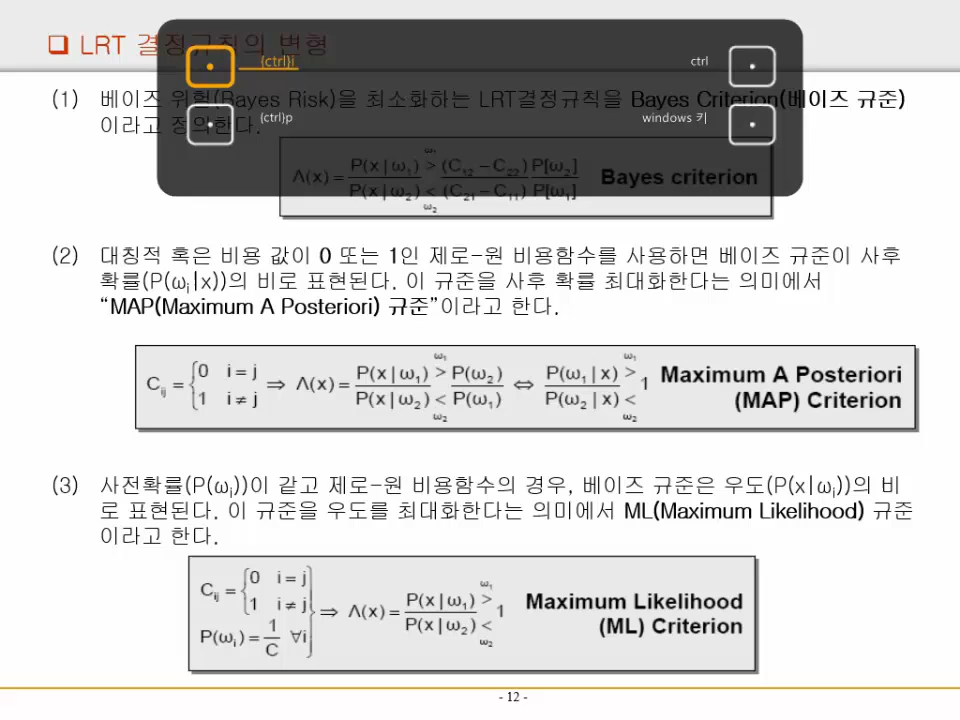 ❑ LRT 결정규칙의 변형
{ctrl}i
ctrl
{ctrl}p
windows 키
(1) 베이즈 위험(Bayes Risk)을 최소화하는 LRT결정규칙을 Bayes Criterion(베이즈 규준)
이라고 정의한다.
Λ(x) = P(x | ω₁) / P(x | ω₂) > < (C₁₂ − C₂₂) / (C₂₁ − C₁₁) P[ω₂] / P[ω₁] ω₁ ω₂ Bayes criterion
(2) 대칭적 혹은 비용 값이 0 또는 1인 제로-원 비용함수를 사용하면 베이즈 규준이 사후
확률(P(ωᵢ|x))의 비로 표현된다. 이 규준을 사후 확률 최대화한다는 의미에서
“MAP(Maximum A Posteriori) 규준”이라고 한다.
Cᵢⱼ = { 0 i = j 1 i ≠ j ⇒ Λ(x) = P(x | ω₁) / P(x | ω₂) > < P(ω₂) / P(ω₁) ω₁ ω₂ ⇔ P(ω₁ | x) / P(ω₂ | x) > < 1 ω₁ ω₂ Maximum A Posteriori
(MAP) Criterion
(3) 사전확률(P(ωᵢ))이 같고 제로-원 비용함수의 경우, 베이즈 규준은 우도(P(x|ωᵢ))의 비
로 표현된다. 이 규준을 우도를 최대화한다는 의미에서 ML(Maximum Likelihood) 규준
이라고 한다.
Cᵢⱼ = { 0 i = j 1 i ≠ j
P(ωᵢ) = 1 / C ∀i } ⇒ Λ(x) = P(x | ω₁) / P(x | ω₂) > < 1 ω₁ ω₂ Maximum Likelihood
(ML) Criterion
- 12 -